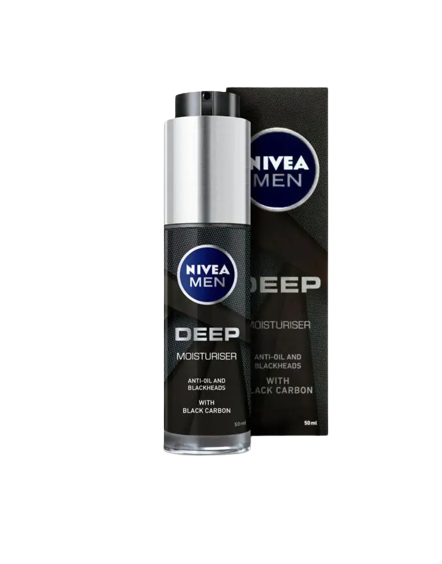 NIVEA
MEN
DEEP
MOISTURISER
ANTI-OIL AND
BLACKHEADS
WITH
BLACK CARBON
50ml
NIVEA
MEN
DEEP
MOISTURISER
ANTI-OIL AND
BLACKHEADS
WITH
BLACK CARBON
50ml